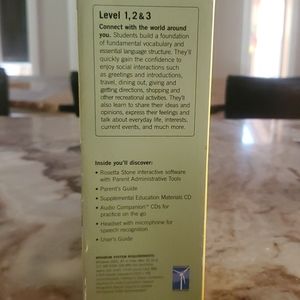 Level 1, 2 & 3
Connect with the world around
you. Students build a foundation
of fundamental vocabulary and
essential language structure. They'll
quickly gain the confidence to
enjoy social interactions such
as greetings and introductions,
travel, dining out, giving and
getting directions, shopping and
other recreational activities. They'll
also learn to share their ideas and
opinions, express their feelings and
talk about everyday life, interests,
current events, and much more.
Inside you'll discover:
• Rosetta Stone interactive software
with Parent Administrative Tools
• Parent's Guide
• Supplemental Education Materials CD
• Audio Companion™ CDs for
practice on the go
• Headset with microphone for
speech recognition
• User's Guide
MINIMUM SYSTEM REQUIREMENTS: